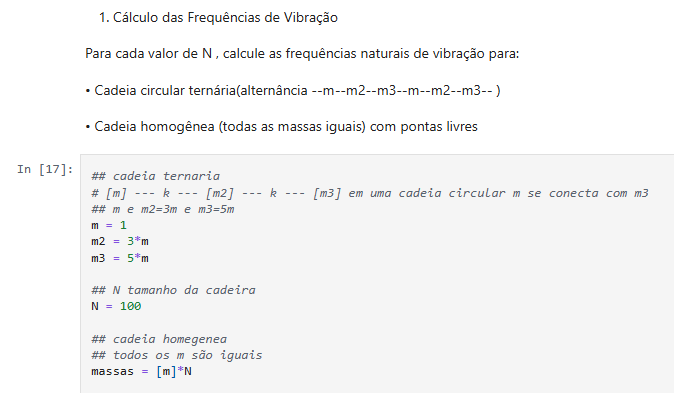 1. Cálculo das Frequências de Vibração
Para cada valor de N , calcule as frequências naturais de vibração para:
• Cadeia circular ternária(alternância --m--m2--m3--m--m2--m3-- )
• Cadeia homogênea (todas as massas iguais) com pontas livres
In [17]:
## cadeia ternaria
# [m] --- k --- [m2] --- k --- [m3] em uma cadeia circular m se conecta com m3
## m e m2=3m e m3=5m
m = 1
m2 = 3*m
m3 = 5*m
## N tamanho da cadeira
N = 100
## cadeia homegenea
## todos os m são iguais
massas = [m]*N